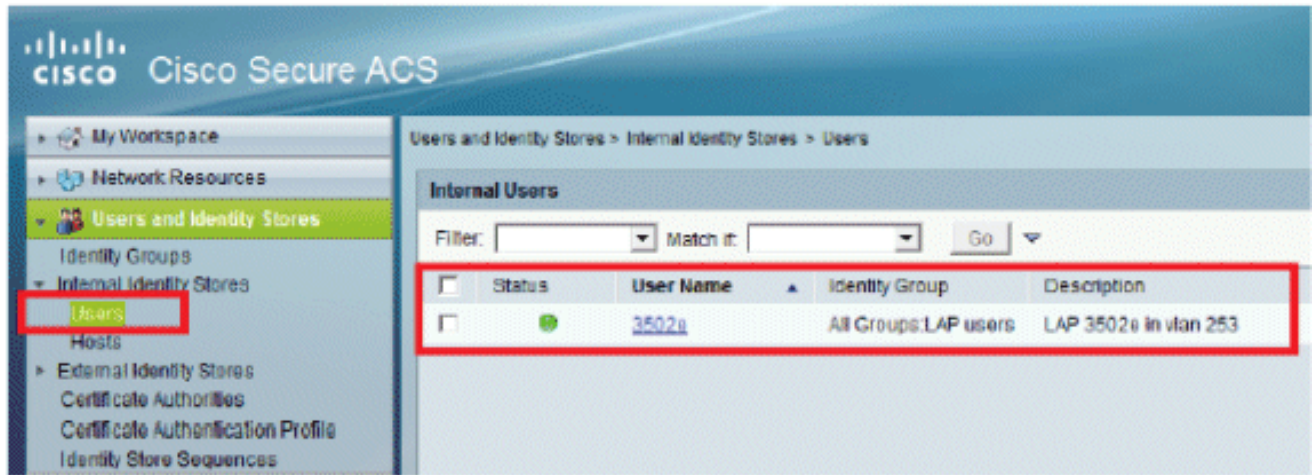 cisco Cisco Secure ACS
My Workspace
Network Resources
Users and Identity Stores
Identity Groups
Internal Identity Stores
Users
Hosts
External Identity Stores
Certificate Authorities
Certificate Authentication Profile
Identity Store Sequences
Users and Identity Stores > Internal Identity Stores > Users
Internal Users
Filter: Match if: Go
Status User Name Identity Group Description
3502e All Groups:LAP users LAP 3502e in vlan 253